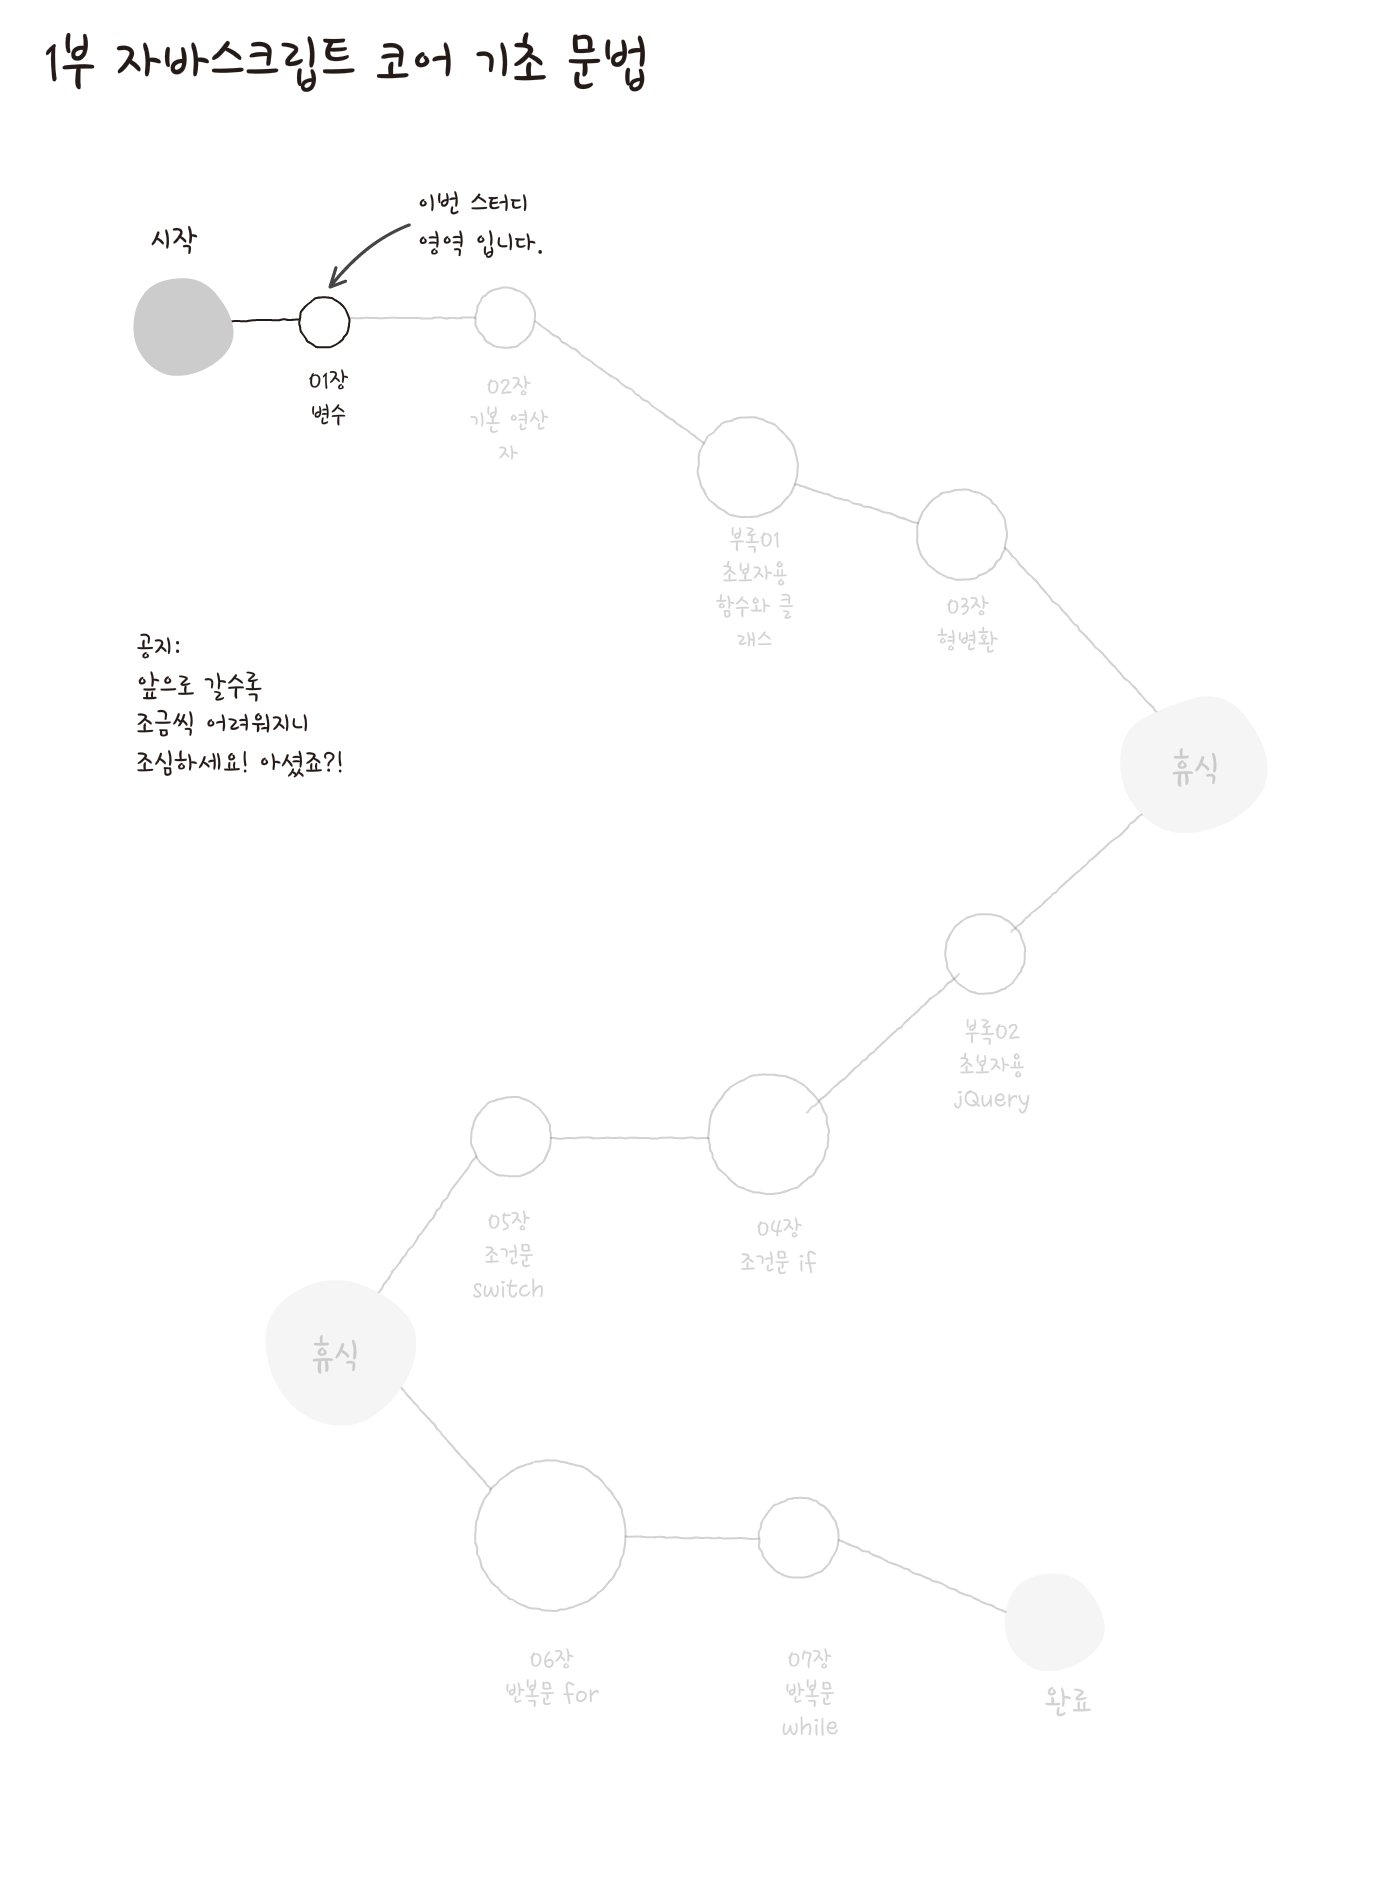 1부 자바스크립트 코어 기초 문법
이번 스터디
영역 입니다.
시작
01장
변수
02장
기본 연산
자
부록01
초보자용
함수와 클
래스
03장
형변환
공지:
앞으로 갈수록
조금씩 어려워지니
조심하세요! 아셨죠?!
휴식
부록02
초보자용
jQuery
04장
조건문 if
05장
조건문
switch
휴식
06장
반복문 for
07장
반복문
while
완료